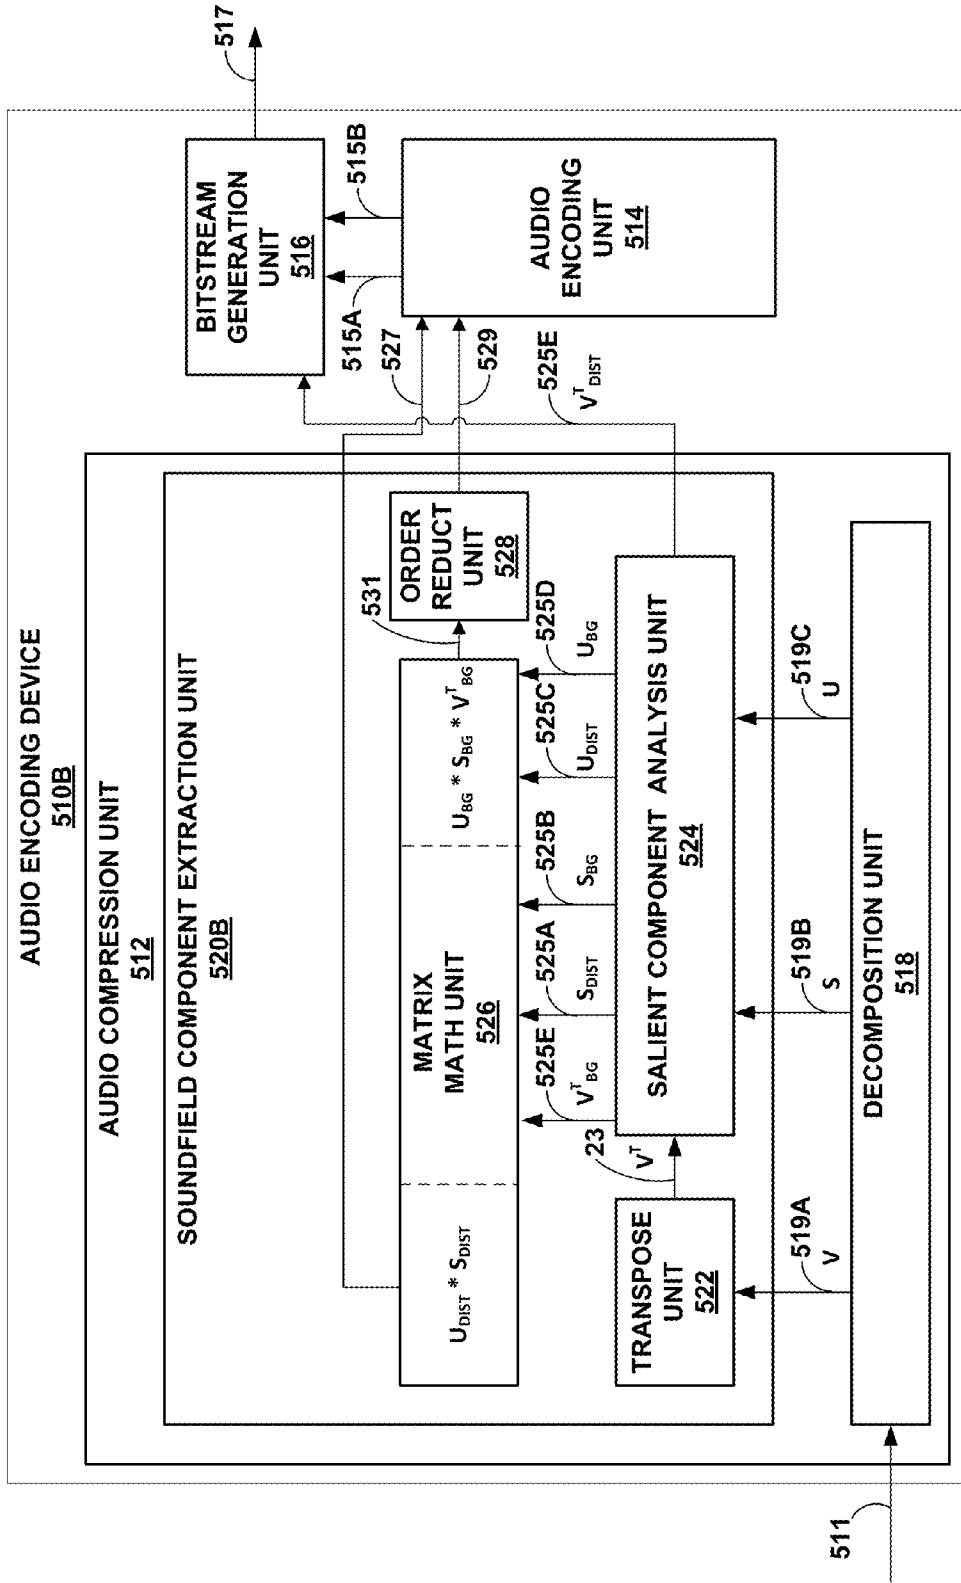 AUDIO ENCODING DEVICE
510B
AUDIO COMPRESSION UNIT
512
SOUNDFIELD COMPONENT EXTRACTION UNIT
520B
U_DIST * S_DIST
MATRIX
MATH UNIT
526
U_BG * S_BG * V^T_BG
531
ORDER
REDUCT
UNIT
528
525E
V^T_BG
525A
S_DIST
525B
S_BG
525C
U_DIST
525D
U_BG
TRANSPOSE
UNIT
522
23
V^T
SALIENT COMPONENT ANALYSIS UNIT
524
519A
V
519B
S
519C
U
DECOMPOSITION UNIT
518
511
BITSTREAM
GENERATION
UNIT
516
517
515A
515B
527
529
AUDIO
ENCODING
UNIT
514
525E
V^T_DIST